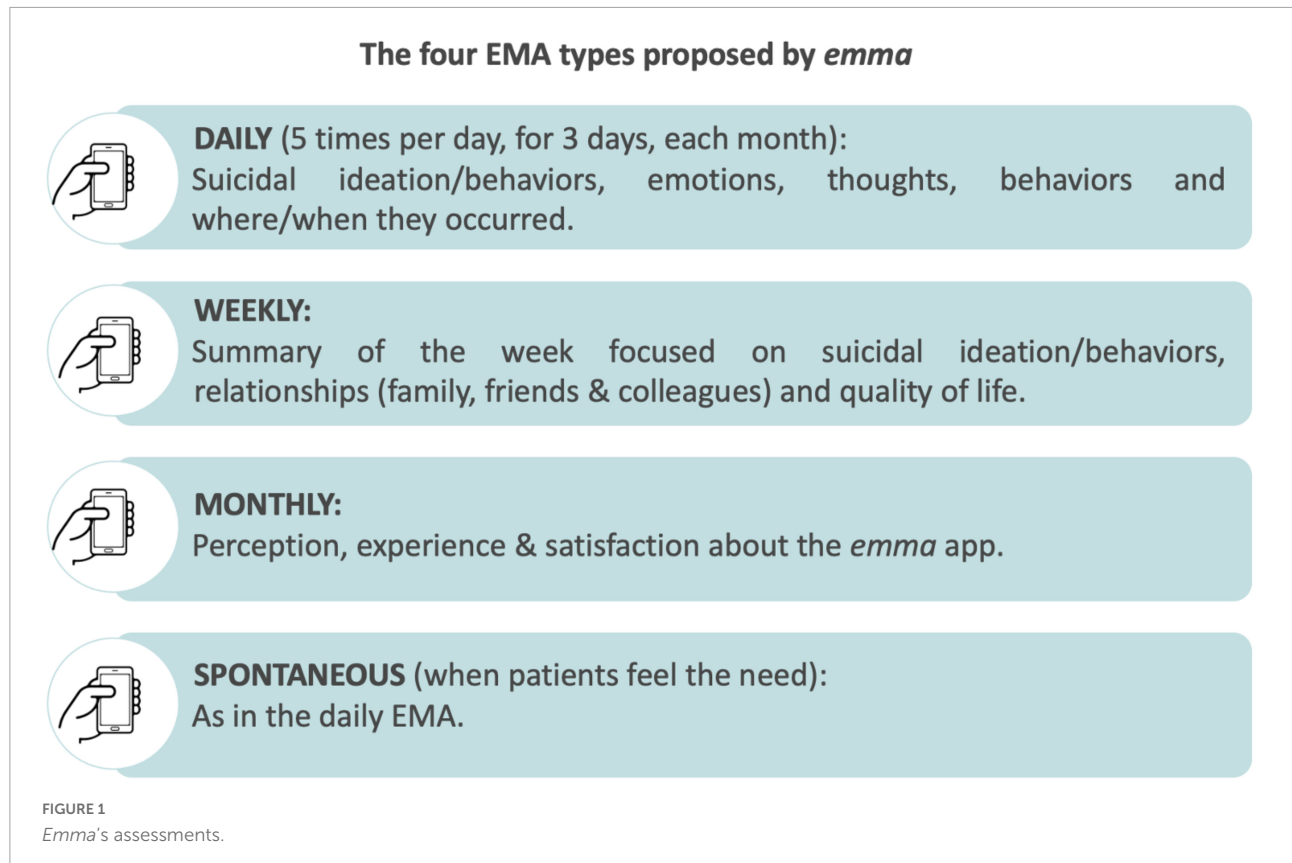 The four EMA types proposed by emma
DAILY (5 times per day, for 3 days, each month):
Suicidal ideation/behaviors, emotions, thoughts, behaviors and
where/when they occurred.
WEEKLY:
Summary of the week focused on suicidal ideation/behaviors,
relationships (family, friends & colleagues) and quality of life.
MONTHLY:
Perception, experience & satisfaction about the emma app.
SPONTANEOUS (when patients feel the need):
As in the daily EMA.
FIGURE 1
Emma's assessments.